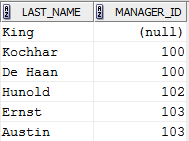 LAST_NAME MANAGER_ID
King (null)
Kochhar 100
De Haan 100
Hunold 102
Ernst 103
Austin 103